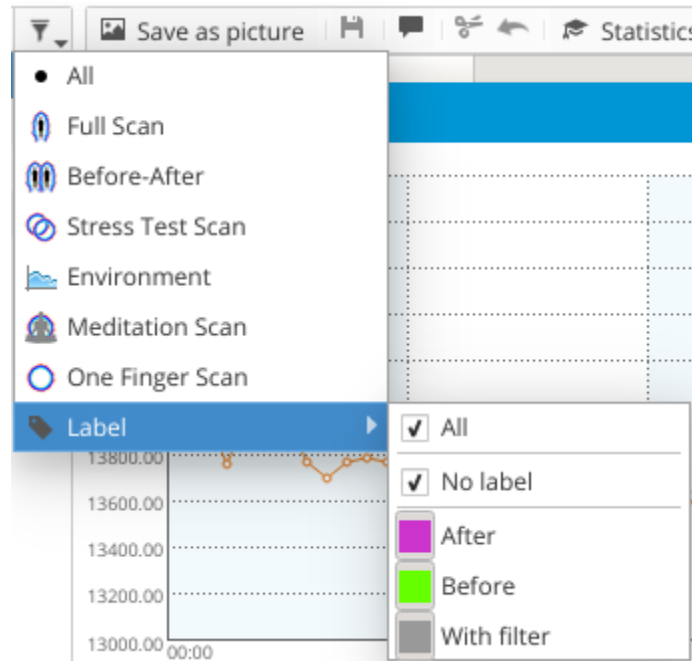 Save as picture
Statistics
All
Full Scan
Before-After
Stress Test Scan
Environment
Meditation Scan
One Finger Scan
Label
All
No label
After
Before
With filter
13800.00
13600.00
13400.00
13200.00
13000.00
00:00